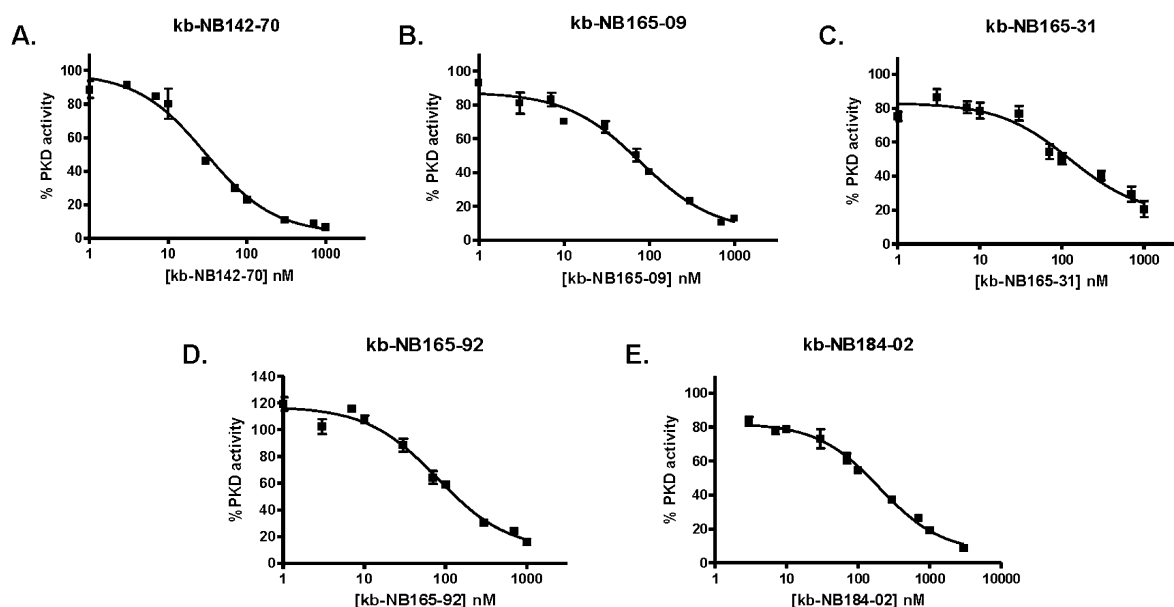 A.
kb-NB142-70
100
80
60
40
20
0
% PKD activity
1
10
100
1000
[kb-NB142-70] nM
B.
kb-NB165-09
100
80
60
40
20
0
% PKD activity
1
10
100
1000
[kb-NB165-09] nM
C.
kb-NB165-31
100
80
60
40
20
0
% PKD activity
1
10
100
1000
[kb-NB165-31] nM
D.
kb-NB165-92
140
120
100
80
60
40
20
0
% PKD activity
1
10
100
1000
[kb-NB165-92] nM
E.
kb-NB184-02
100
80
60
40
20
0
% PKD activity
1
10
100
1000
10000
[kb-NB184-02] nM